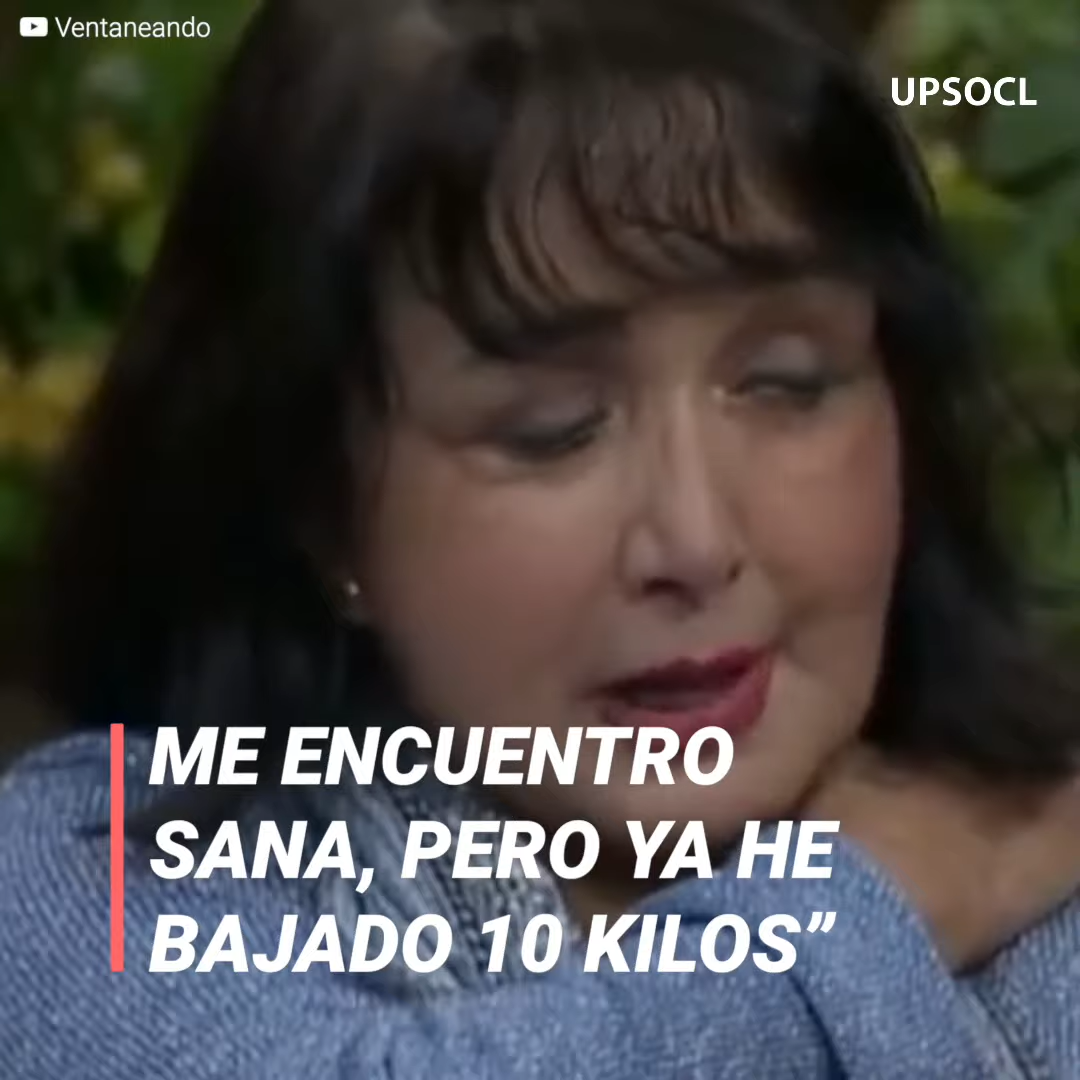 Ventaneando
UPSOCL
ME ENCUENTRO
SANA, PERO YA HE
BAJADO 10 KILOS”